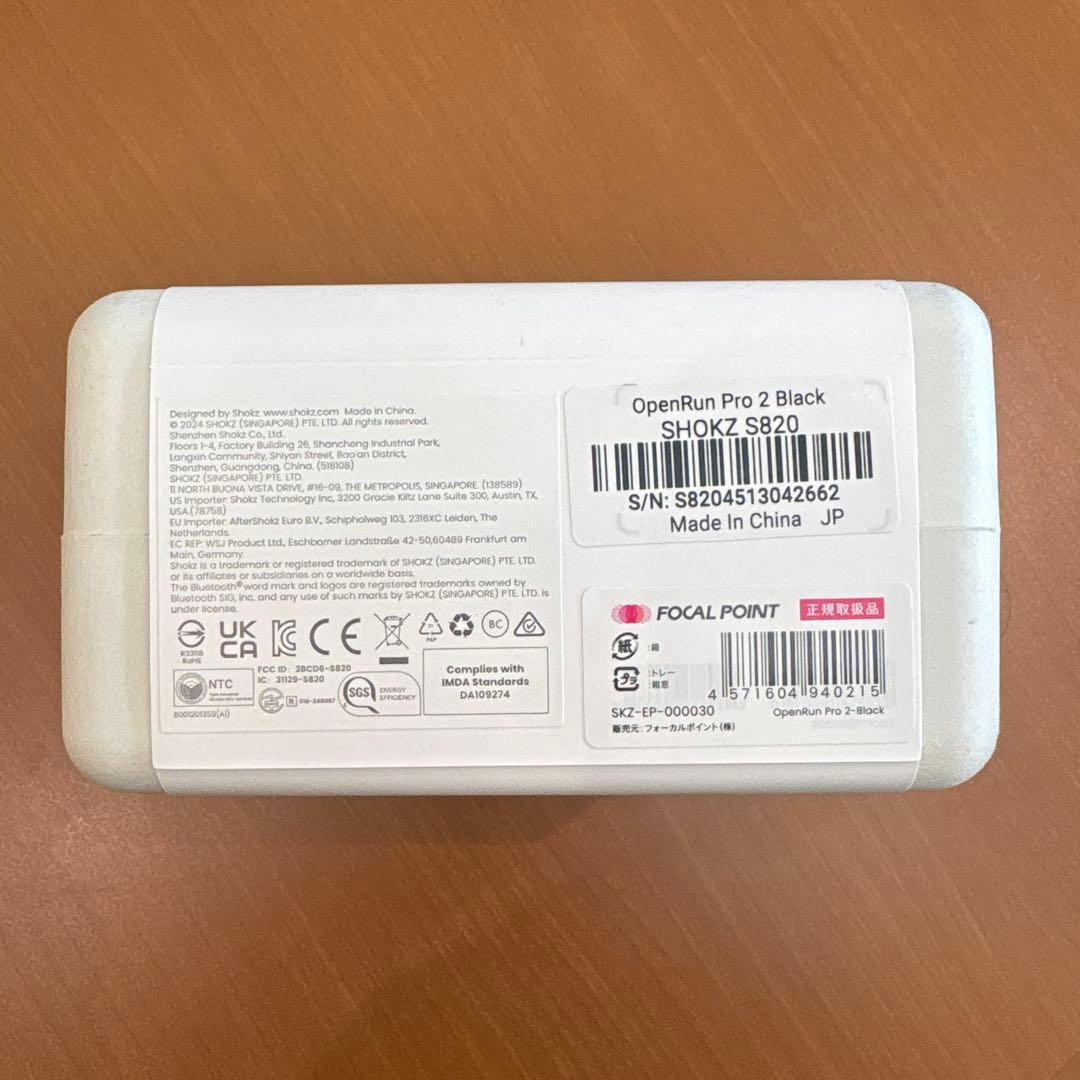 Designed by Shokz. www.shokz.com Made in China.
© 2024 SHOKZ (SINGAPORE) PTE. LTD. All rights reserved.
Shenzhen Shokz Co., Ltd.
Floors 1-4, Factory Building 26, Shancheng Industrial Park,
Langxin Community, Shiyan Street, Bao'an District,
Shenzhen, Guangdong, China. (518108)
SHOKZ (SINGAPORE) PTE. LTD.
11 NORTH BUONA VISTA DRIVE, #16-09, THE METROPOLIS, SINGAPORE. (138589)
US Importer: Shokz Technology Inc, 3200 Gracie Kiltz Lane Suite 300, Austin, TX,
USA.(78758)
EU Importer: AfterShokz Euro B.V., Schipholweg 103, 2316XC Leiden, The
Netherlands.
EC REP: WSJ Product Ltd., Eschborner Landstraße 42-50,60489 Frankfurt am
Main, Germany.
Shokz is a trademark or registered trademark of SHOKZ (SINGAPORE) PTE. LTD.
or its affiliates or subsidiaries on a worldwide basis.
The Bluetooth® word mark and logos are registered trademarks owned by
Bluetooth SIG, Inc. and any use of such marks by SHOKZ (SINGAPORE) PTE. LTD. is
under license.
R33116
RoHS
UK
CA
CE
21
PAP
BC
FCC ID: 2BCD6-S820
IC: 31129-S820
NTC
B001201359(AI)
R
SGS
ENERGY
EFFICIENCY
Complies with
IMDA Standards
DA109274
OpenRun Pro 2 Black
SHOKZ S820
S/N: S8204513042662
Made In China JP
FOCAL POINT
正規取扱品
紙
:箱
プラ
:トレー
4 571604 940215
SKZ-EP-000030
OpenRun Pro 2-Black
販売元:フォーカルポイント(株)